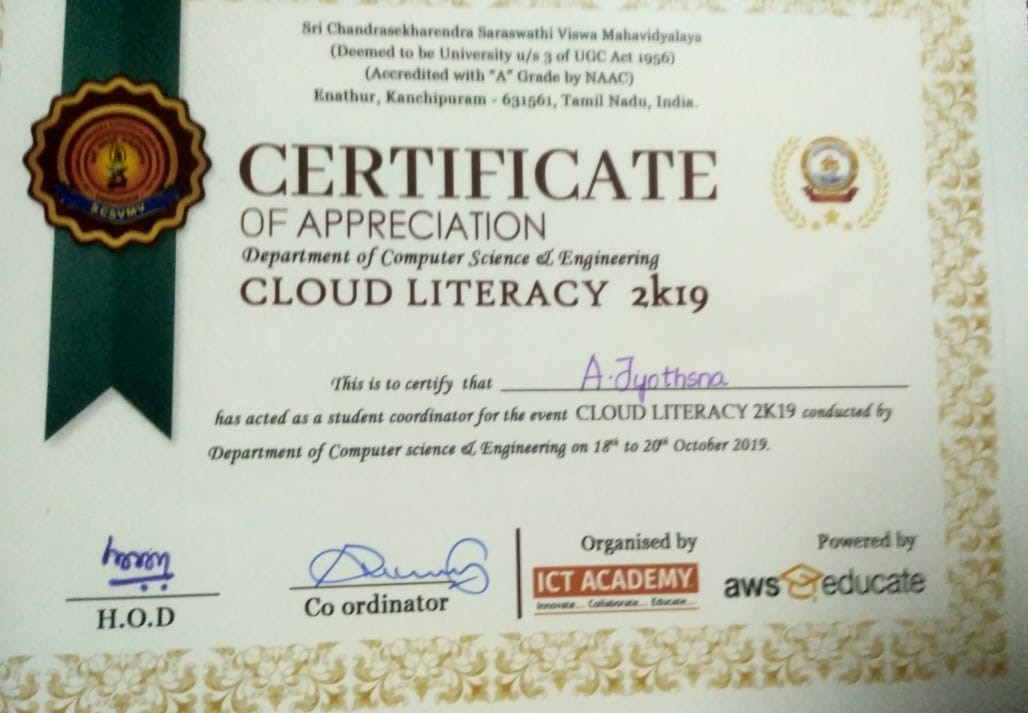 Sri Chandrasekharendra Saraswathi Viswa Mahavidyalaya
(Deemed to be University u/s 3 of UGC Act 1956)
(Accredited with "A" Grade by NAAC)
Enathur, Kanchipuram - 631561, Tamil Nadu, India.
SCSVMV
CERTIFICATE
OF APPRECIATION
Department of Computer Science & Engineering
CLOUD LITERACY 2k19
This is to certify that A. Jyothsna
has acted as a student coordinator for the event CLOUD LITERACY 2K19 conducted by
Department of Computer science & Engineering on 18th to 20th October 2019.
H.O.D
Co ordinator
Organised by
ICT ACADEMY
Innovate... Collaborate... Educate...
Powered by
aws educate